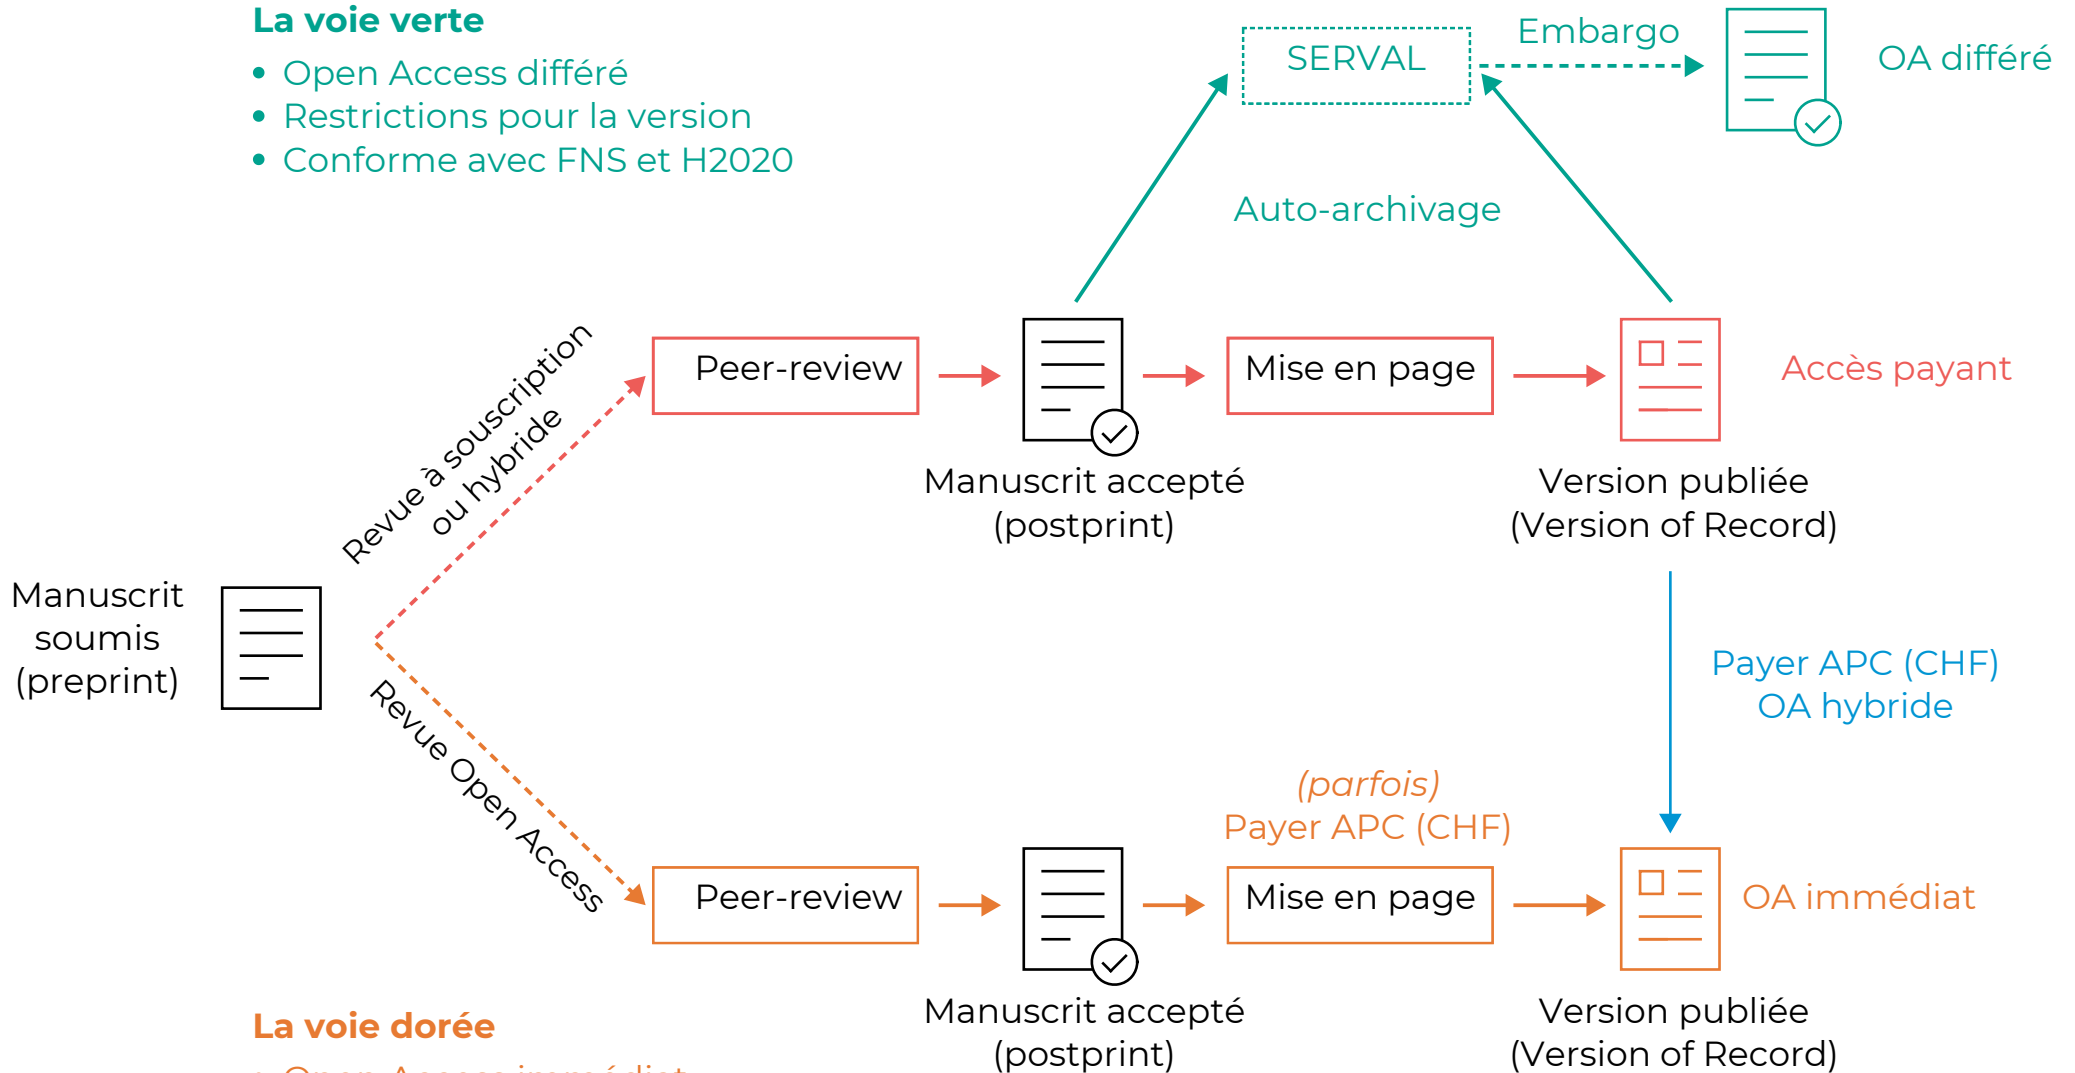 La voie verte
• Open Access différé
• Restrictions pour la version
• Conforme avec FNS et H2020
SERVAL
Embargo
OA différé
Auto-archivage
Revue à souscription
ou hybride
Peer-review
Mise en page
Accès payant
Manuscrit accepté
(postprint)
Version publiée
(Version of Record)
Manuscrit
soumis
(preprint)
Payer APC (CHF)
OA hybride
Revue Open Access
(parfois)
Payer APC (CHF)
Peer-review
Mise en page
OA immédiat
Manuscrit accepté
(postprint)
Version publiée
(Version of Record)
La voie dorée
• Open Access immédiat